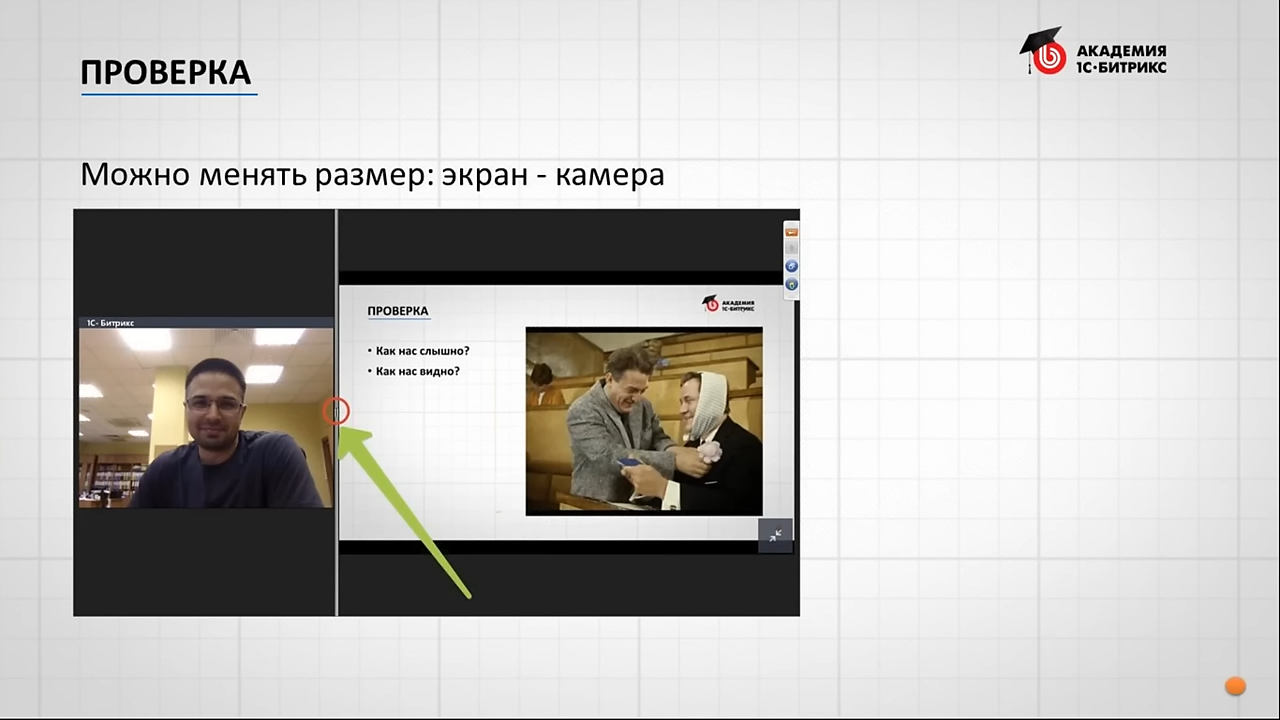 ПРОВЕРКА
АКАДЕМИЯ
1С·БИТРИКС
Можно менять размер: экран - камера
1С- Битрикс
ПРОВЕРКА
АКАДЕМИЯ
1С·БИТРИКС
• Как нас слышно?
• Как нас видно?